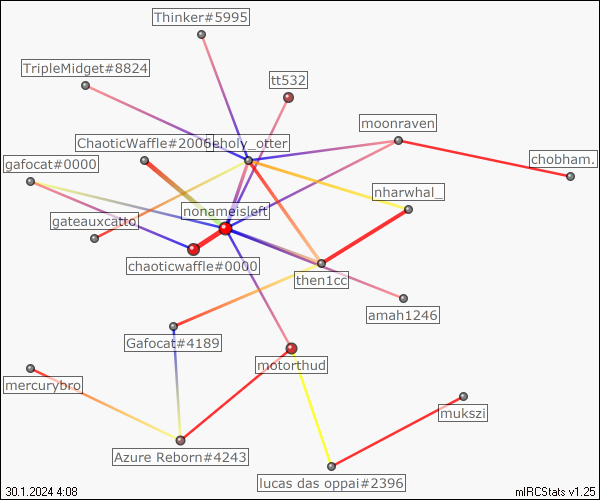 Thinker#5995
TripleMidget#8824
tt532
moonraven
ChaoticWaffle#2006
eholy_otter
chobham.
gafocat#0000
nharwhal_
nonameisleft
gateauxcatto
chaoticwaffle#0000
then1cc
amah1246
Gafocat#4189
motorthud
mercurybro
mukszi
Azure Reborn#4243
lucas das oppai#2396
30.1.2024 4:08
mIRCStats v1.25